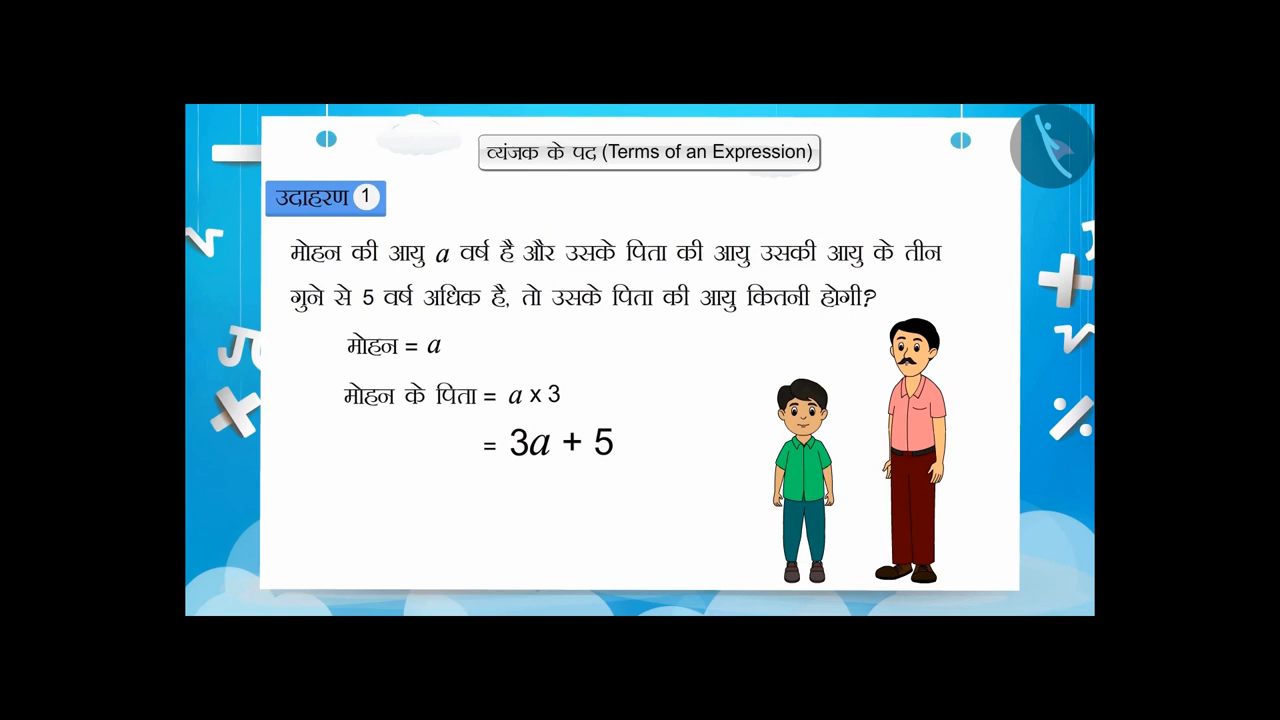 व्यंजक के पद (Terms of an Expression)
उदाहरण 1
मोहन की आयु a वर्ष है और उसके पिता की आयु उसकी आयु के तीन
गुने से 5 वर्ष अधिक है, तो उसके पिता की आयु कितनी होगी?
मोहन = a
मोहन के पिता = a x 3
= 3a + 5